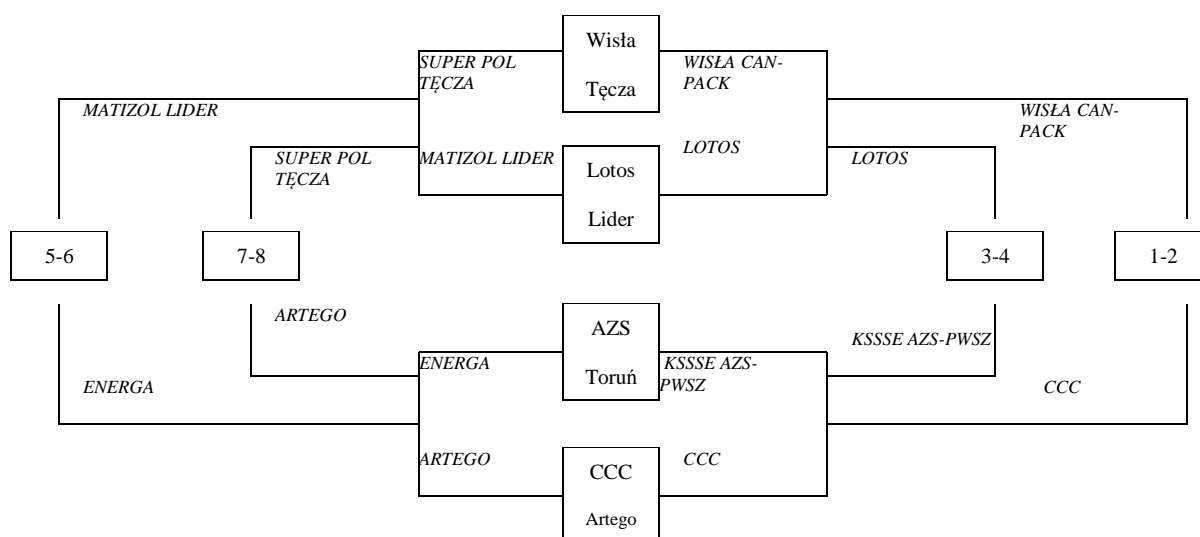 Wisła
SUPER POL
TĘCZA
WISŁA CAN-
PACK
Tęcza
MATIZOL LIDER
WISŁA CAN-
PACK
SUPER POL
TĘCZA
MATIZOL LIDER
Lotos
LOTOS
LOTOS
Lider
5-6
7-8
3-4
1-2
ARTEGO
AZS
KSSSE AZS-PWSZ
ENERGA
Toruń
KSSSE AZS-
PWSZ
ENERGA
CCC
ARTEGO
CCC
CCC
Artego